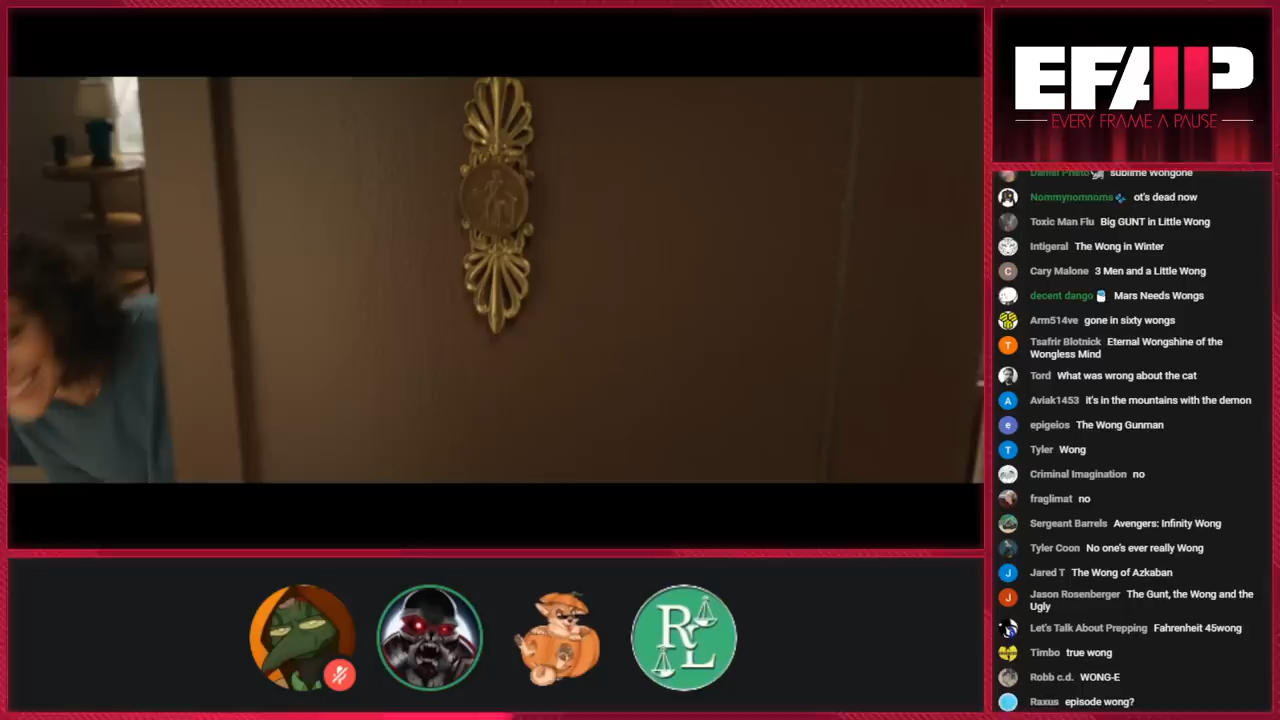 EFAP
EVERY FRAME A PAUSE
sublime Wongone
Nommynomnoms ot's dead now
Toxic Man Flu Big GUNT in Little Wong
Intigeral The Wong in Winter
C Cary Malone 3 Men and a Little Wong
decent dango Mars Needs Wongs
Arm514ve gone in sixty wongs
T Tsafrir Blotnick Eternal Wongshine of the
Wongless Mind
Tord What was wrong about the cat
A Aviak1453 it's in the mountains with the demon
e epigeios The Wong Gunman
T Tyler Wong
Criminal Imagination no
fraglimat no
Sergeant Barrels Avengers: Infinity Wong
Tyler Coon No one's ever really Wong
J Jared T The Wong of Azkaban
J Jason Rosenberger The Gunt, the Wong and the
Ugly
Let's Talk About Prepping Fahrenheit 45wong
Timbo true wong
Robb c.d. WONG-E
Raxus episode wong?
RL